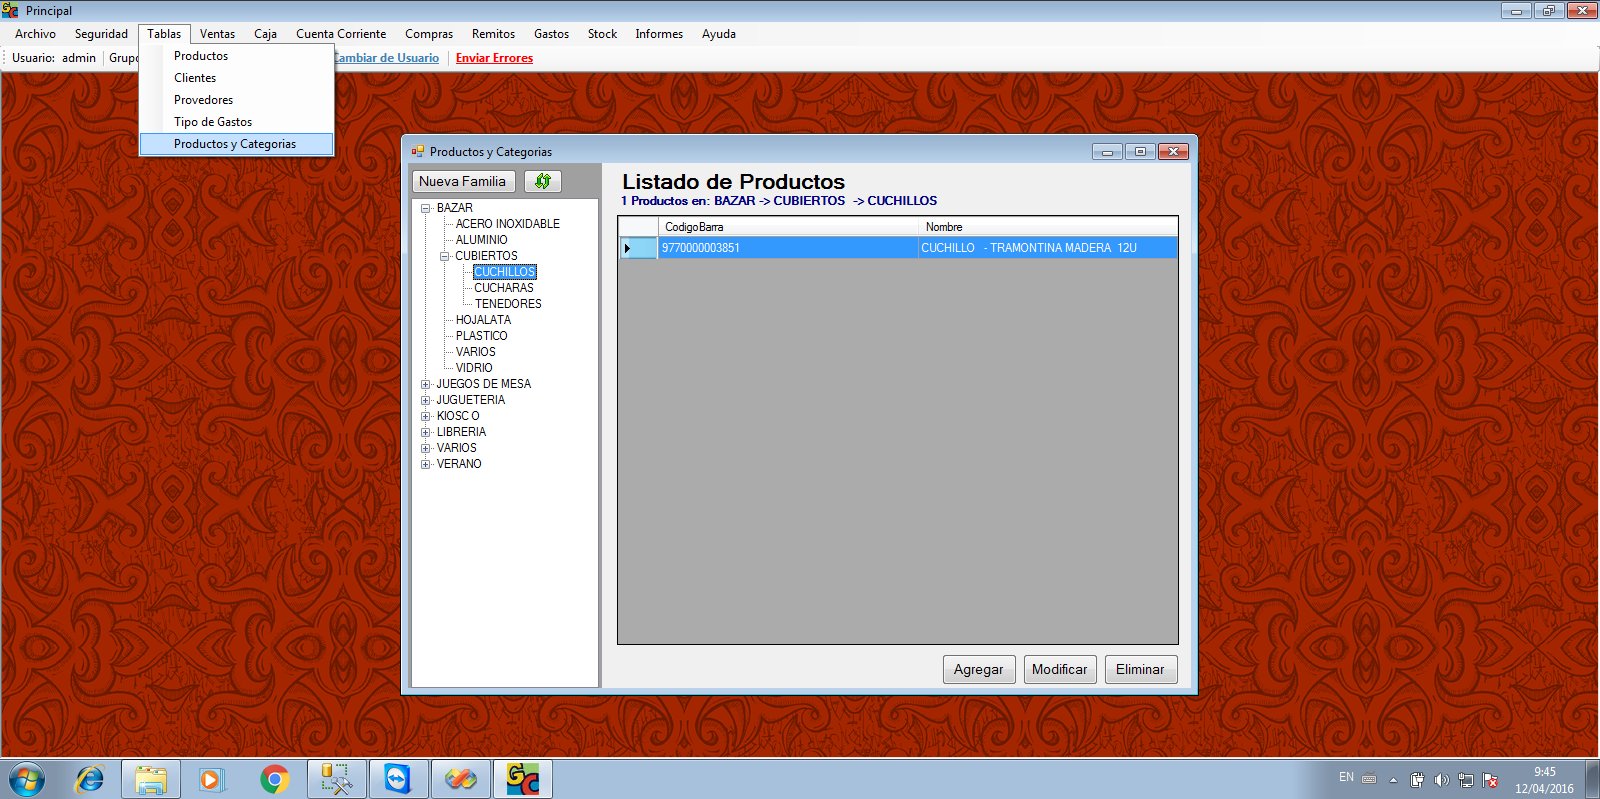 Principal
Archivo Seguridad Tablas Ventas Caja Cuenta Corriente Compras Remitos Gastos Stock Informes Ayuda
Usuario: admin Grupo Cambiar de Usuario Enviar Errores
Productos
Clientes
Provedores
Tipo de Gastos
Productos y Categorias
Productos y Categorias
Nueva Familia
BAZAR
ACERO INOXIDABLE
ALUMINIO
CUBIERTOS
CUCHILLOS
CUCHARAS
TENEDORES
HOJALATA
PLASTICO
VARIOS
VIDRIO
JUEGOS DE MESA
JUGUETERIA
KIOSCO
LIBRERIA
VARIOS
VERANO
Listado de Productos
1 Productos en: BAZAR -> CUBIERTOS -> CUCHILLOS
CodigoBarra Nombre
9770000003851 CUCHILLO - TRAMONTINA MADERA 12U
Agregar Modificar Eliminar
GC
EN
9:45
12/04/2016